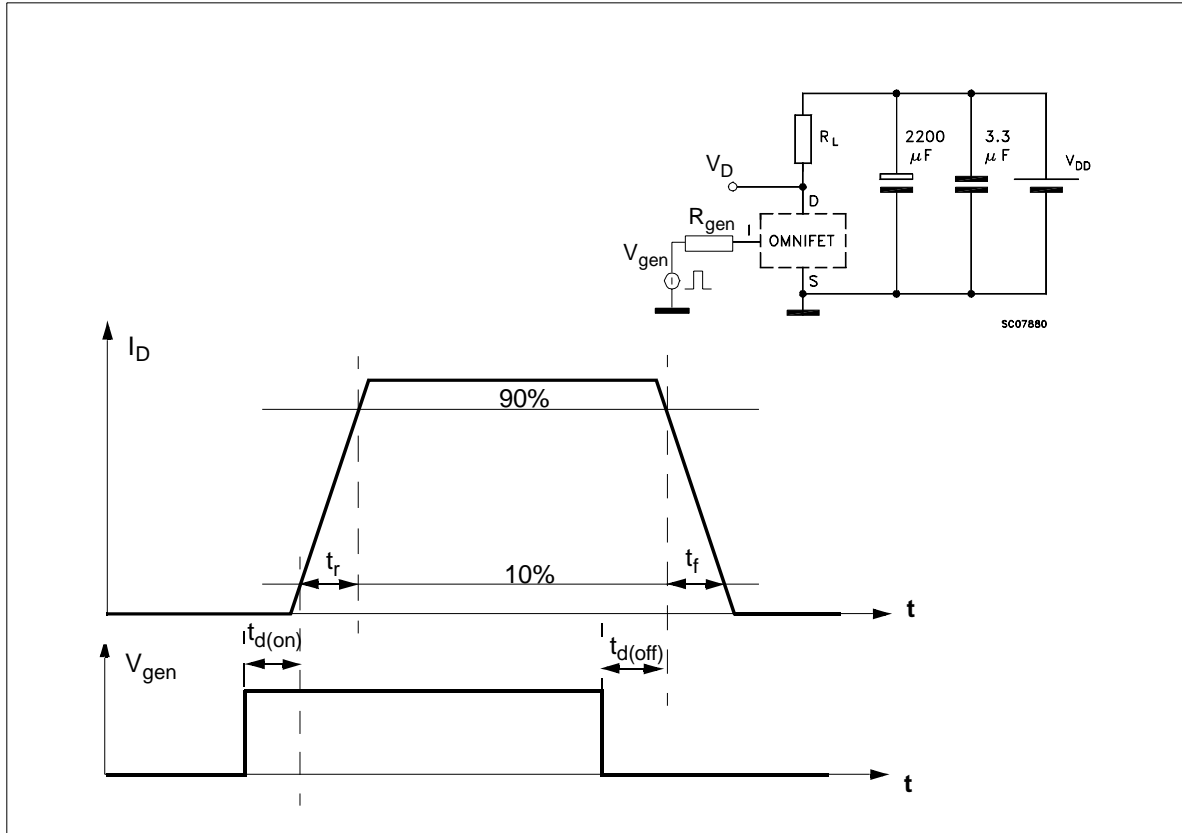 2200 3.3
R_L μF μF V_DD
V_D
D
R_gen I OMNIFET
V_gen
S
SC07880
I_D
90%
t_r 10% t_f
t
t_d(on) t_d(off)
V_gen
t